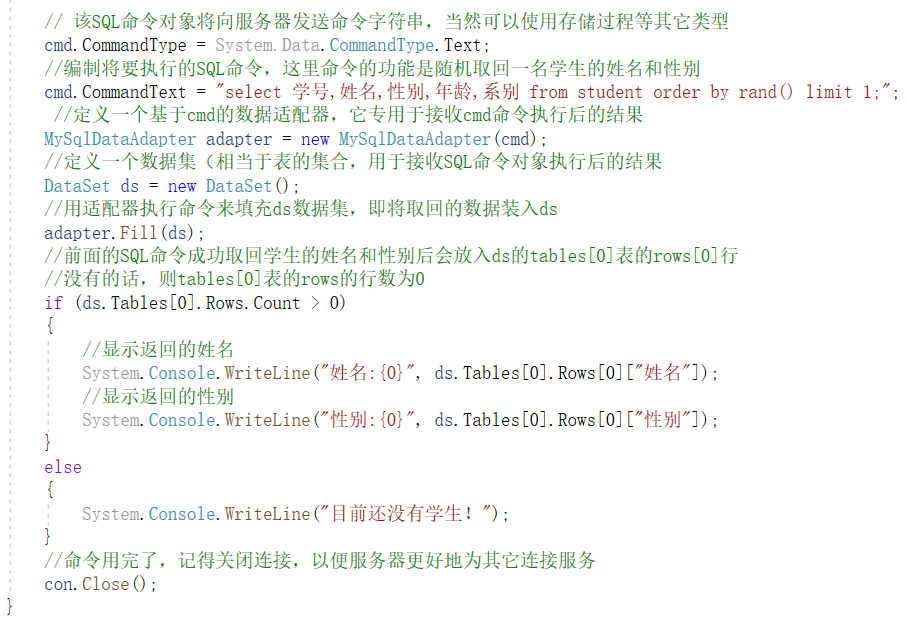 // 该SQL命令对象将向服务器发送命令字符串，当然可以使用存储过程等其它类型
cmd.CommandType = System.Data.CommandType.Text;
//编制将要执行的SQL命令，这里命令的功能是随机取回一名学生的姓名和性别
cmd.CommandText = "select 学号,姓名,性别,年龄,系别 from student order by rand() limit 1;";
//定义一个基于cmd的数据适配器，它专用于接收cmd命令执行后的结果
MySqlDataAdapter adapter = new MySqlDataAdapter(cmd);
//定义一个数据集（相当于表的集合，用于接收SQL命令对象执行后的结果
DataSet ds = new DataSet();
//用适配器执行命令来填充ds数据集，即将取回的数据装入ds
adapter.Fill(ds);
//前面的SQL命令成功取回学生的姓名和性别后会放入ds的tables[0]表的rows[0]行
//没有的话，则tables[0]表的rows的行数为0
if (ds.Tables[0].Rows.Count > 0)
{
//显示返回的姓名
System.Console.WriteLine("姓名:{0}", ds.Tables[0].Rows[0]["姓名"]);
//显示返回的性别
System.Console.WriteLine("性别:{0}", ds.Tables[0].Rows[0]["性别"]);
}
else
{
System.Console.WriteLine("目前还没有学生！");
}
//命令用完了，记得关闭连接，以便服务器更好地为其它连接服务
con.Close();
}